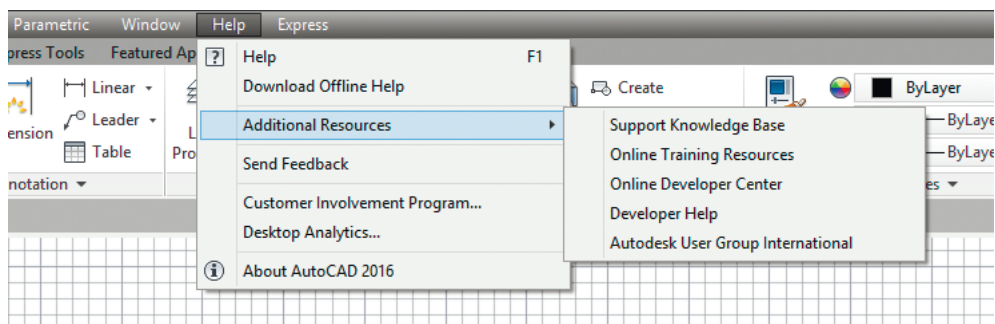 Parametric Window Help Express
press Tools Featured Ap
Help F1
Download Offline Help
Additional Resources
Send Feedback
Customer Involvement Program...
Desktop Analytics...
About AutoCAD 2016
Support Knowledge Base
Online Training Resources
Online Developer Center
Developer Help
Autodesk User Group International
Linear
Leader
Table
ension
notation
L
Pro
Create
ByLayer
ByLaye
ByLaye
es